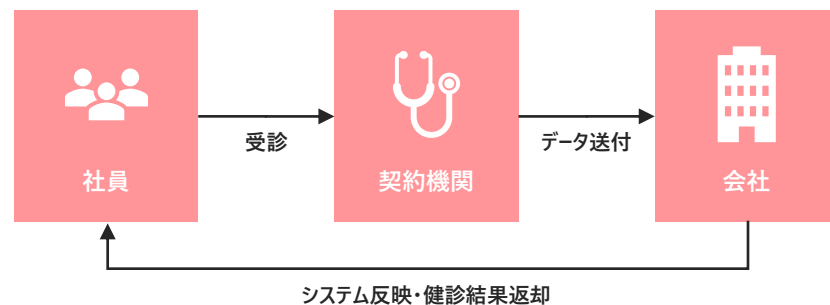 受診
データ送付
社員
契約機関
会社
システム反映・健診結果返却